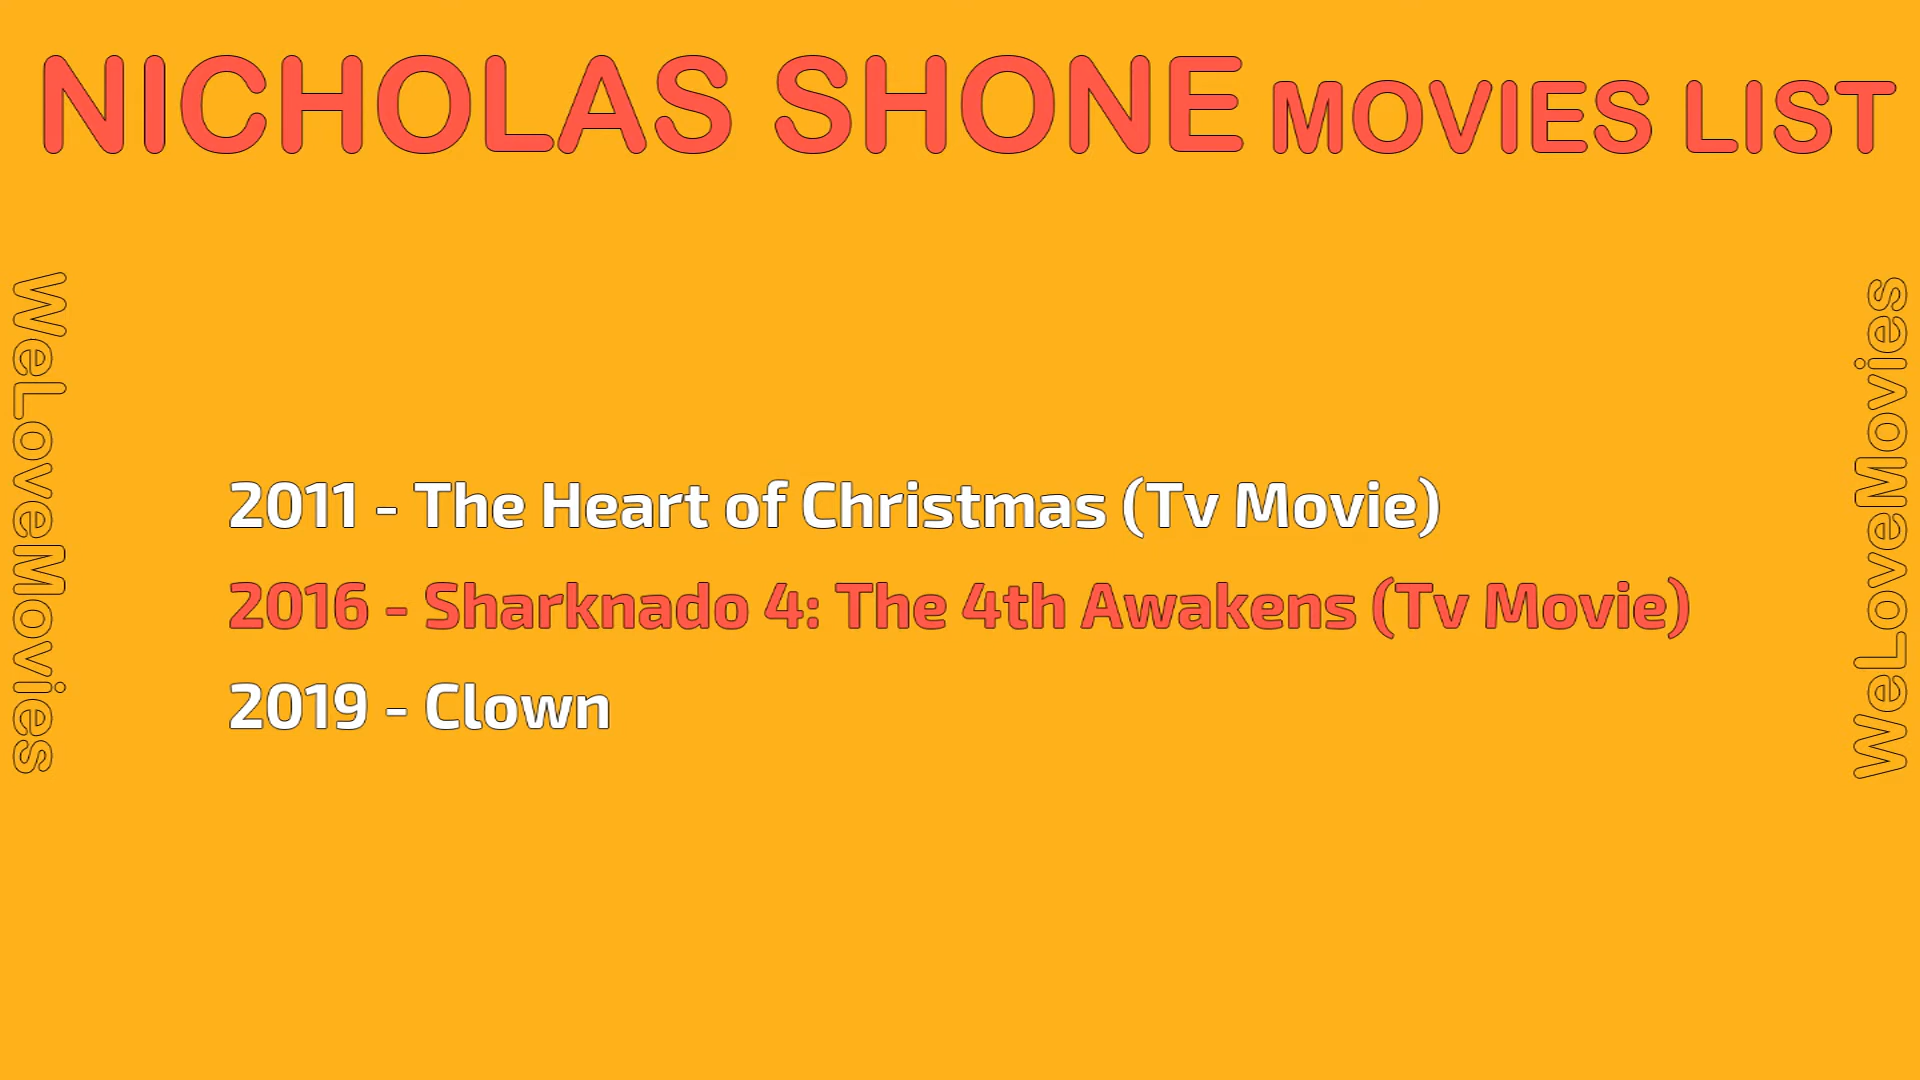 NICHOLAS SHONE MOVIES LIST
WeLoveMovies
2011 - The Heart of Christmas (Tv Movie)
2016 - Sharknado 4: The 4th Awakens (Tv Movie)
2019 - Clown
WeLoveMovies